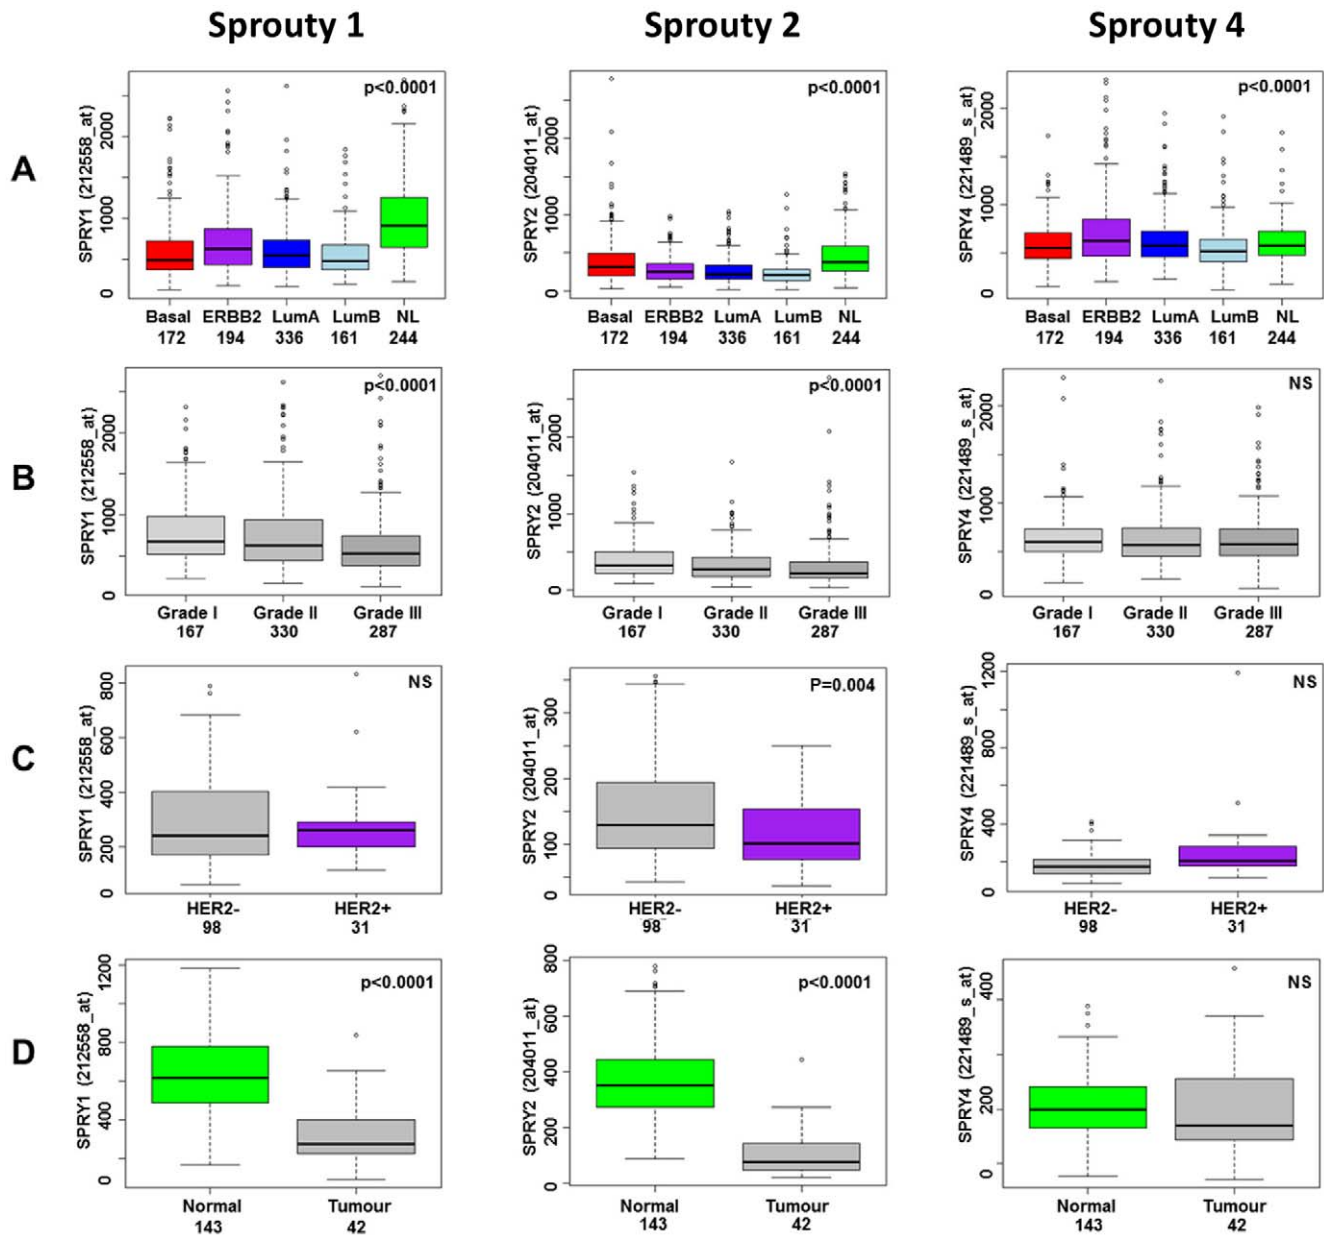 Sprouty 1 Sprouty 2 Sprouty 4
A
SPRY1 (212558_at)
0 1000 2000
p<0.0001
Basal ERBB2 LumA LumB NL
172 194 336 161 244
SPRY2 (204011_at)
0 1000 2000
p<0.0001
Basal ERBB2 LumA LumB NL
172 194 336 161 244
SPRY4 (221489_s_at)
0 1000 2000
p<0.0001
Basal ERBB2 LumA LumB NL
172 194 336 161 244
B
SPRY1 (212558_at)
0 1000 2000
p<0.0001
Grade I Grade II Grade III
167 330 287
SPRY2 (204011_at)
0 1000 2000
p<0.0001
Grade I Grade II Grade III
167 330 287
SPRY4 (221489_s_at)
0 1000 2000
NS
Grade I Grade II Grade III
167 330 287
C
SPRY1 (212558_at)
0 200 400 600 800
NS
HER2- HER2+
98 31
SPRY2 (204011_at)
0 100 200 300
P=0.004
HER2- HER2+
98 31
SPRY4 (221489_s_at)
0 400 800 1200
NS
HER2- HER2+
98 31
D
SPRY1 (212558_at)
0 400 800 1200
p<0.0001
Normal Tumour
143 42
SPRY2 (204011_at)
0 200 400 600 800
p<0.0001
Normal Tumour
143 42
SPRY4 (221489_s_at)
0 200 400
NS
Normal Tumour
143 42